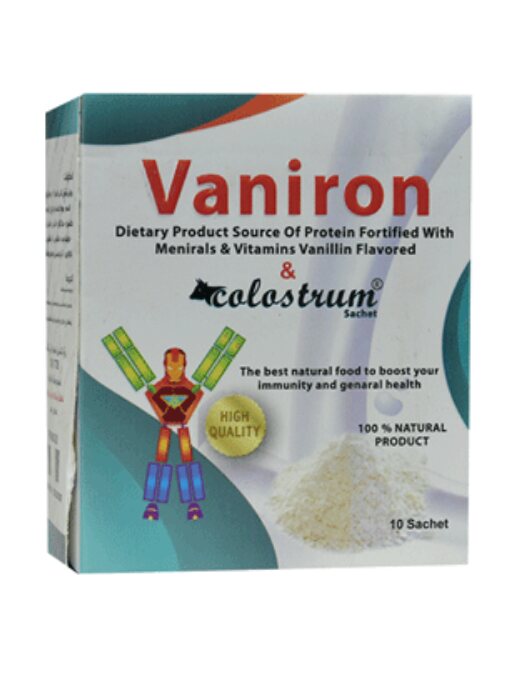 Vaniron
Dietary Product Source Of Protein Fortified With
Menirals & Vitamins Vanillin Flavored
&
colostrum®
Sachet
The best natural food to boost your
immunity and genaral health
HIGH
QUALITY
100 % NATURAL
PRODUCT
10 Sachet